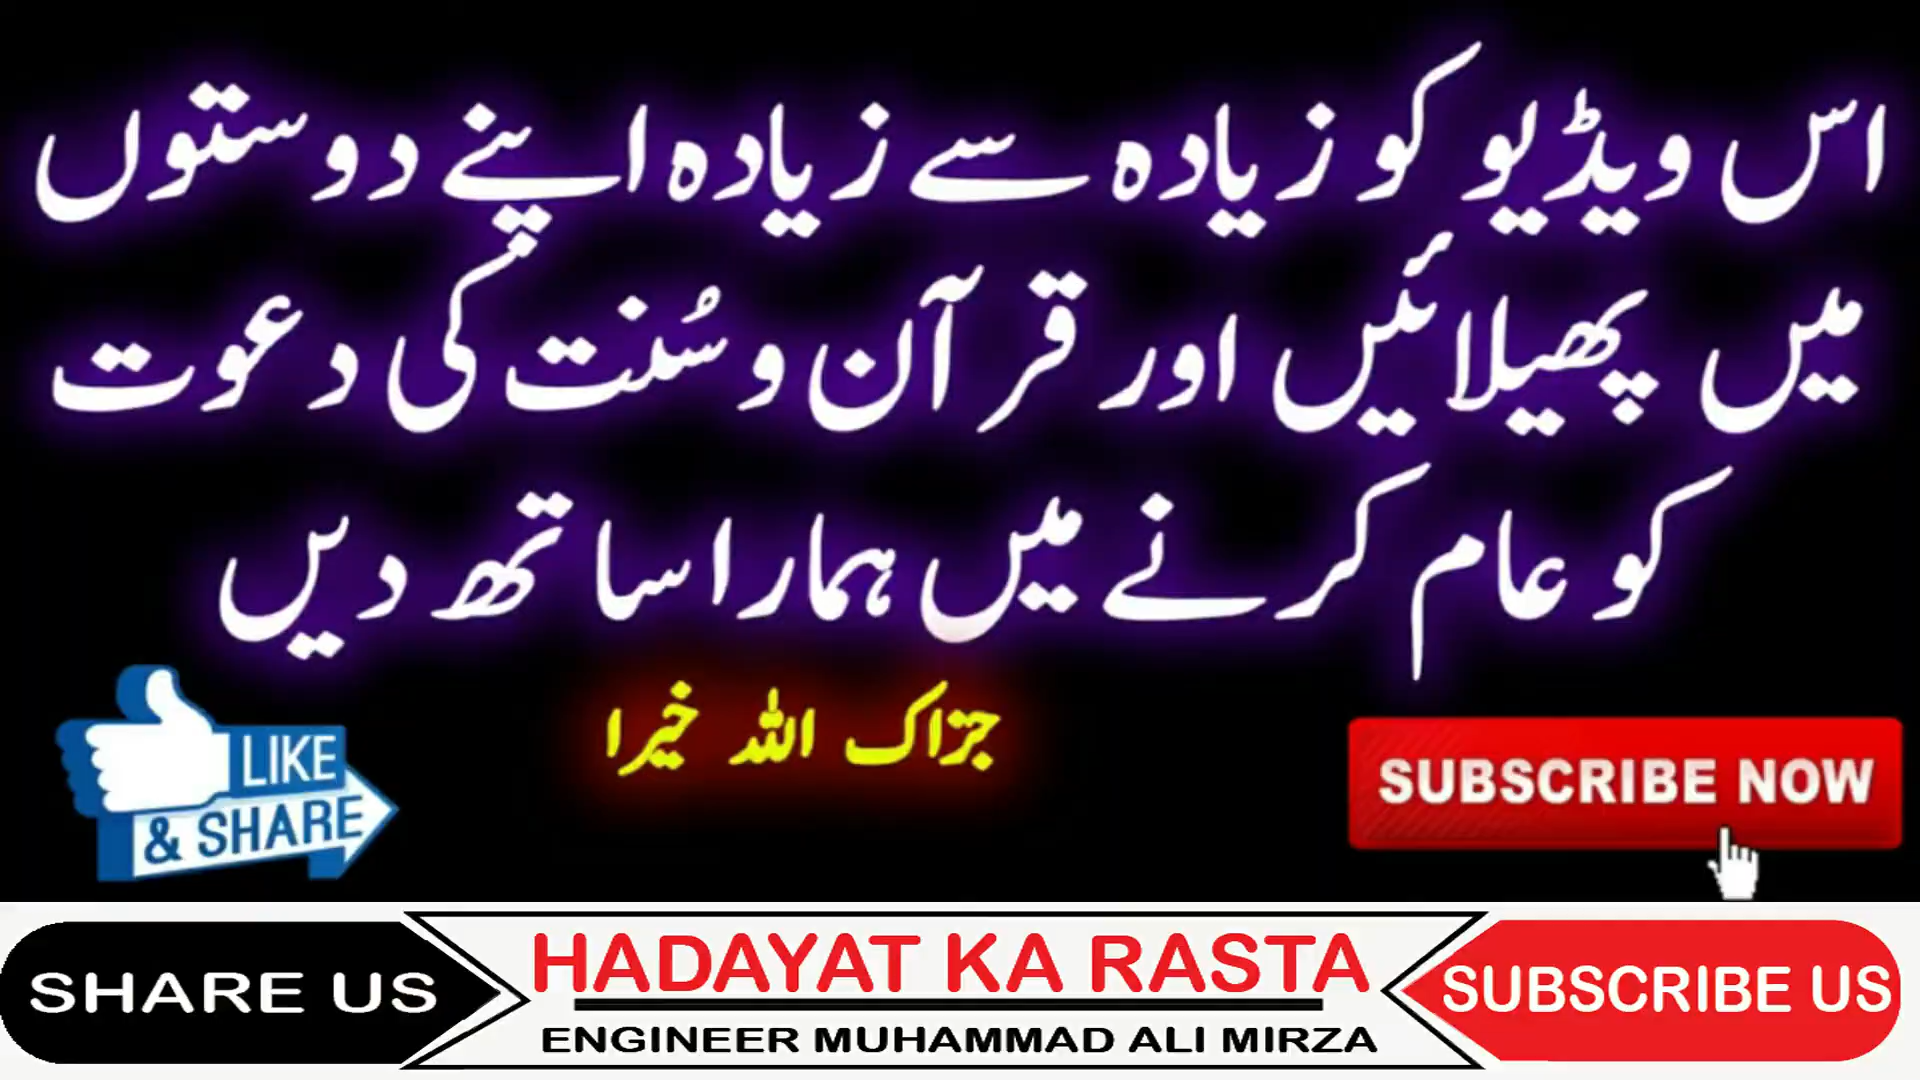 اس ویڈیو کو زیادہ سے زیادہ اپنے دوستوں
میں پھیلائیں اور قرآن و سُنت کی دعوت
کو عام کرنے میں ہمارا ساتھ دیں
جزاک اللہ خیرا
LIKE
& SHARE
SUBSCRIBE NOW
SHARE US
HADAYAT KA RASTA
ENGINEER MUHAMMAD ALI MIRZA
SUBSCRIBE US